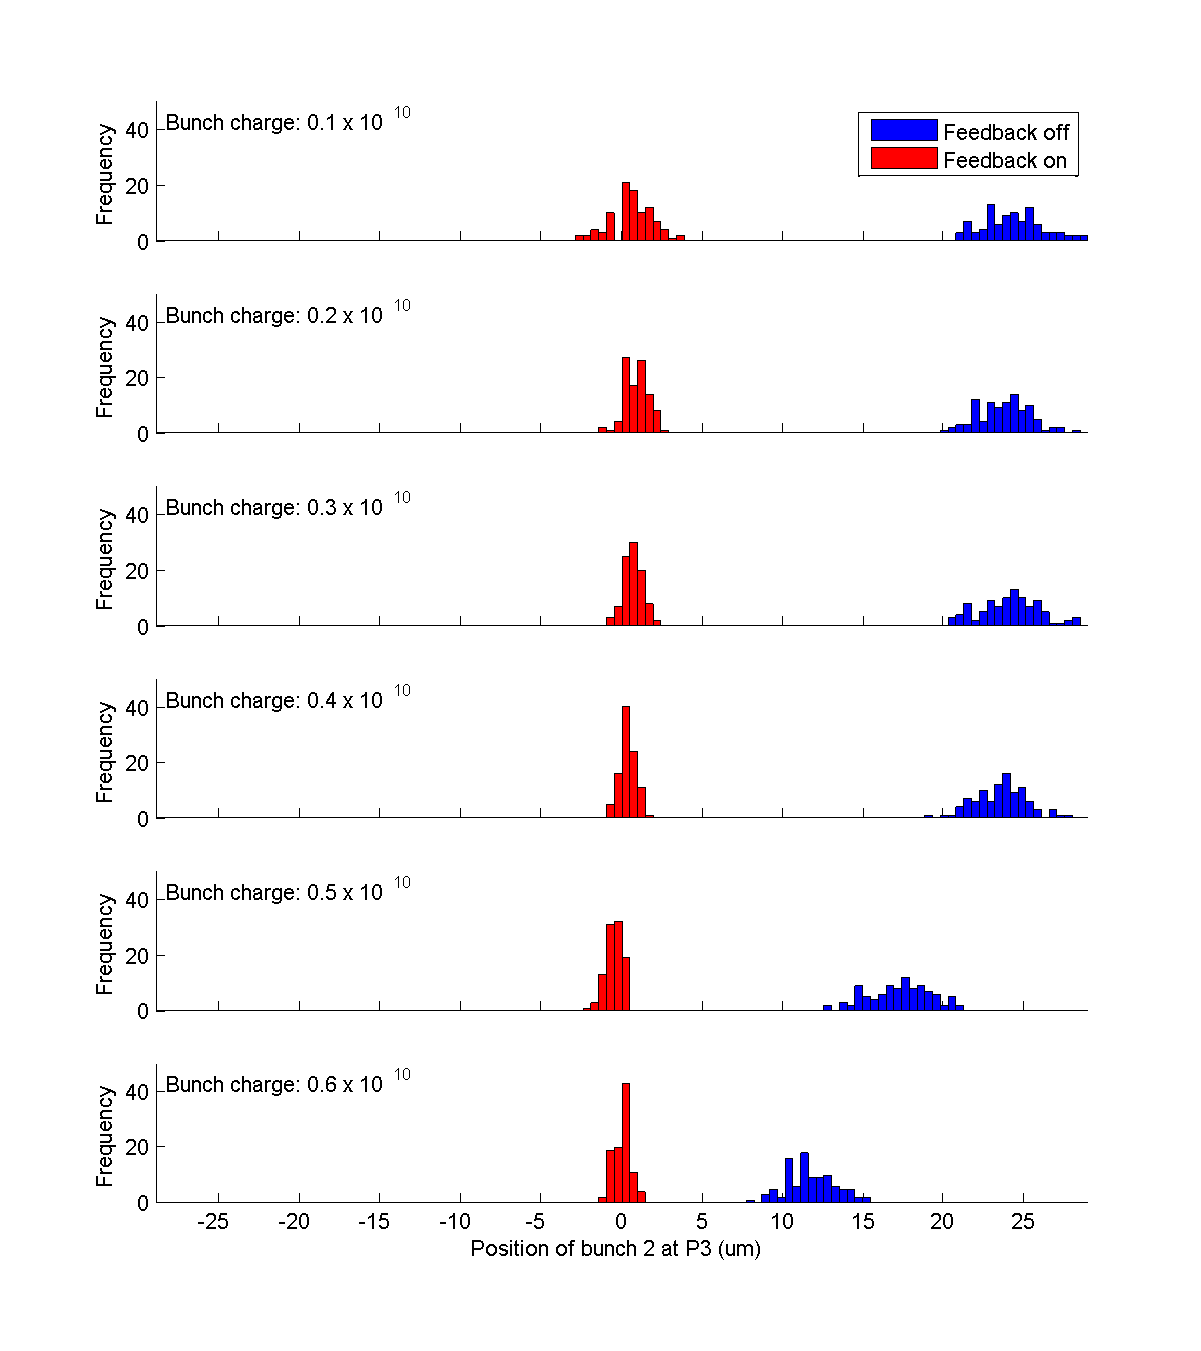 Bunch charge: 0.1 x 10 10
Feedback off
Feedback on
Frequency
40
20
0
Bunch charge: 0.2 x 10 10
Frequency
40
20
0
Bunch charge: 0.3 x 10 10
Frequency
40
20
0
Bunch charge: 0.4 x 10 10
Frequency
40
20
0
Bunch charge: 0.5 x 10 10
Frequency
40
20
0
Bunch charge: 0.6 x 10 10
Frequency
40
20
0
-25 -20 -15 -10 -5 0 5 10 15 20 25
Position of bunch 2 at P3 (um)